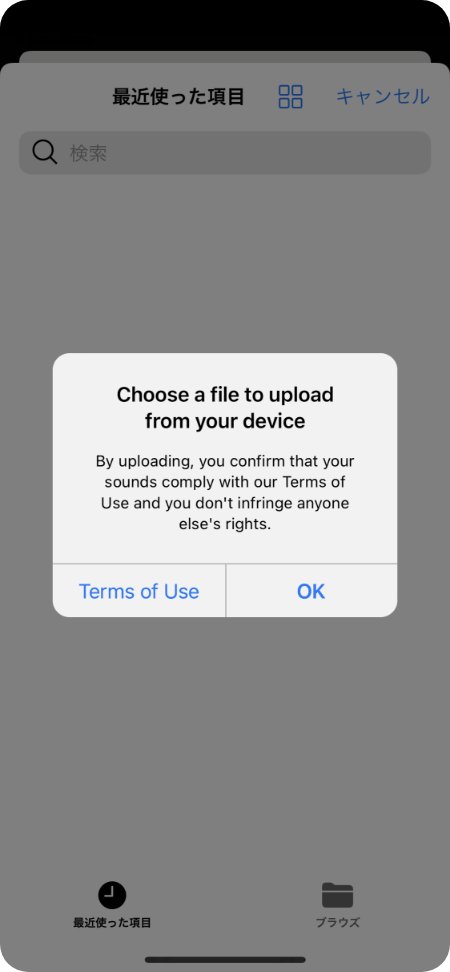 最近使った項目 キャンセル
検索
Choose a file to upload
from your device
By uploading, you confirm that your
sounds comply with our Terms of
Use and you don't infringe anyone
else's rights.
Terms of Use OK
最近使った項目 ブラウズ